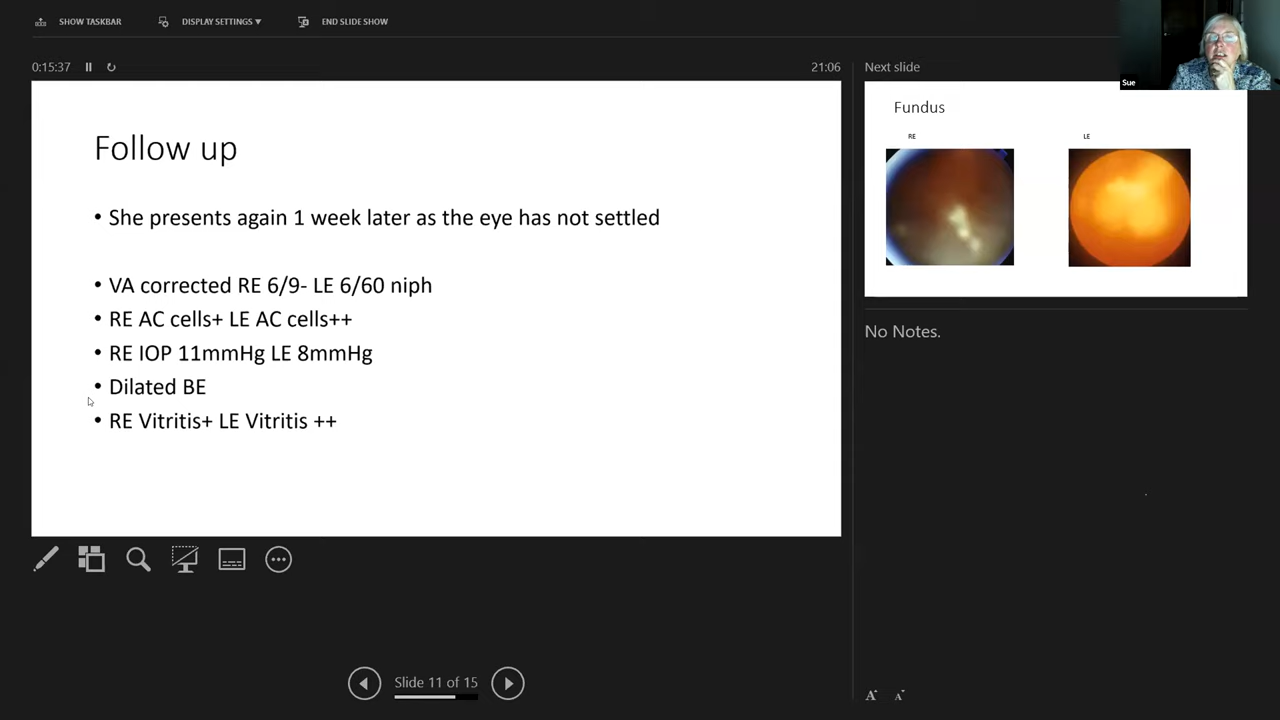 SHOW TASKBAR
DISPLAY SETTINGS ▼
END SLIDE SHOW
0:15:37
21:06
Follow up
• She presents again 1 week later as the eye has not settled
• VA corrected RE 6/9- LE 6/60 niph
• RE AC cells+ LE AC cells++
• RE IOP 11mmHg LE 8mmHg
• Dilated BE
• RE Vitritis+ LE Vitritis ++
Slide 11 of 15
Next slide
Fundus
RE
LE
No Notes.
A A
Sue